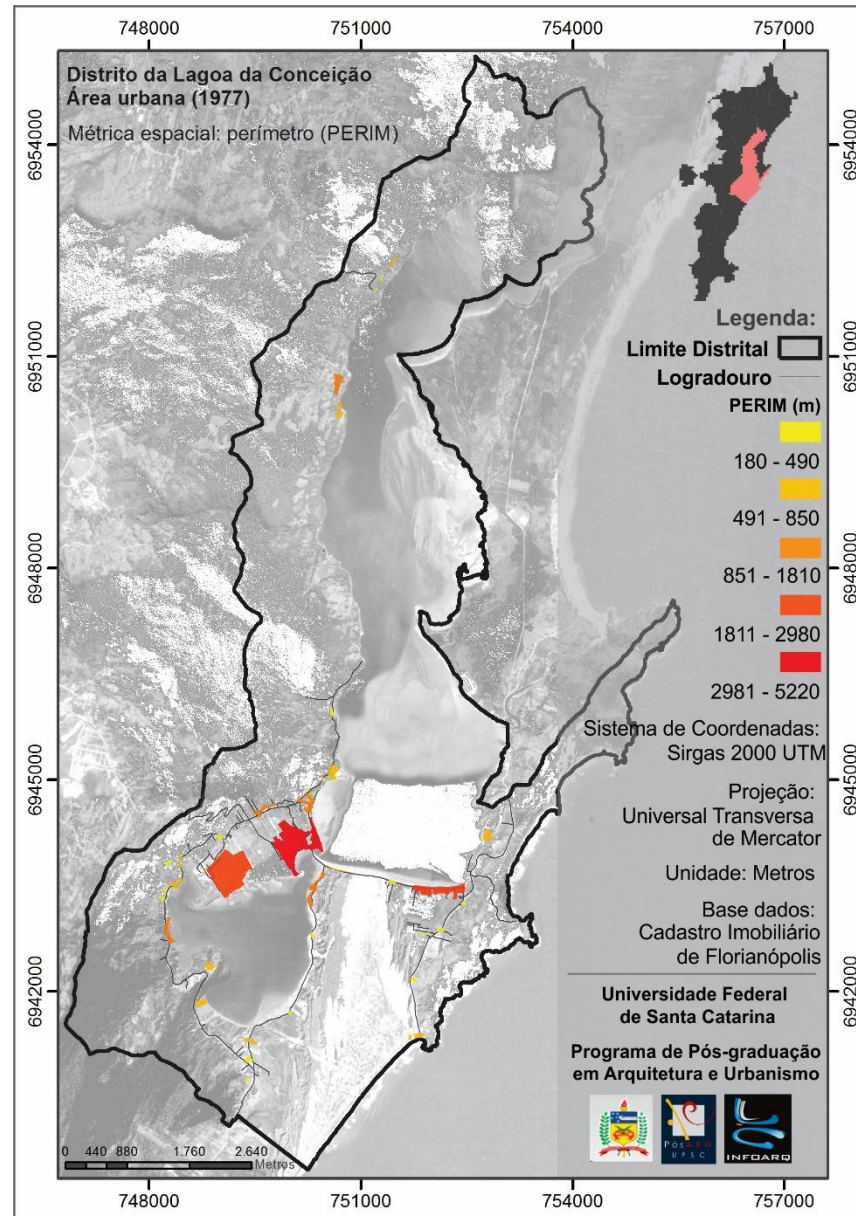 748000 751000 754000 757000
Distrito da Lagoa da Conceição
Área urbana (1977)
Métrica espacial: perímetro (PERIM)
6954000 6954000
Legenda:
Limite Distrital
Logradouro
6951000 6951000
PERIM (m)
180 - 490
491 - 850
851 - 1810
6948000 6948000
1811 - 2980
2981 - 5220
Sistema de Coordenadas:
Sirgas 2000 UTM
6945000 6945000
Projeção:
Universal Transversa
de Mercator
Unidade: Metros
Base dados:
Cadastro Imobiliário
de Florianópolis
6942000 6942000
Universidade Federal
de Santa Catarina
Programa de Pós-graduação
em Arquitetura e Urbanismo
PósARQ
UFSC
INFOARQ
0 440 880 1.760 2.640
Metros
748000 751000 754000 757000